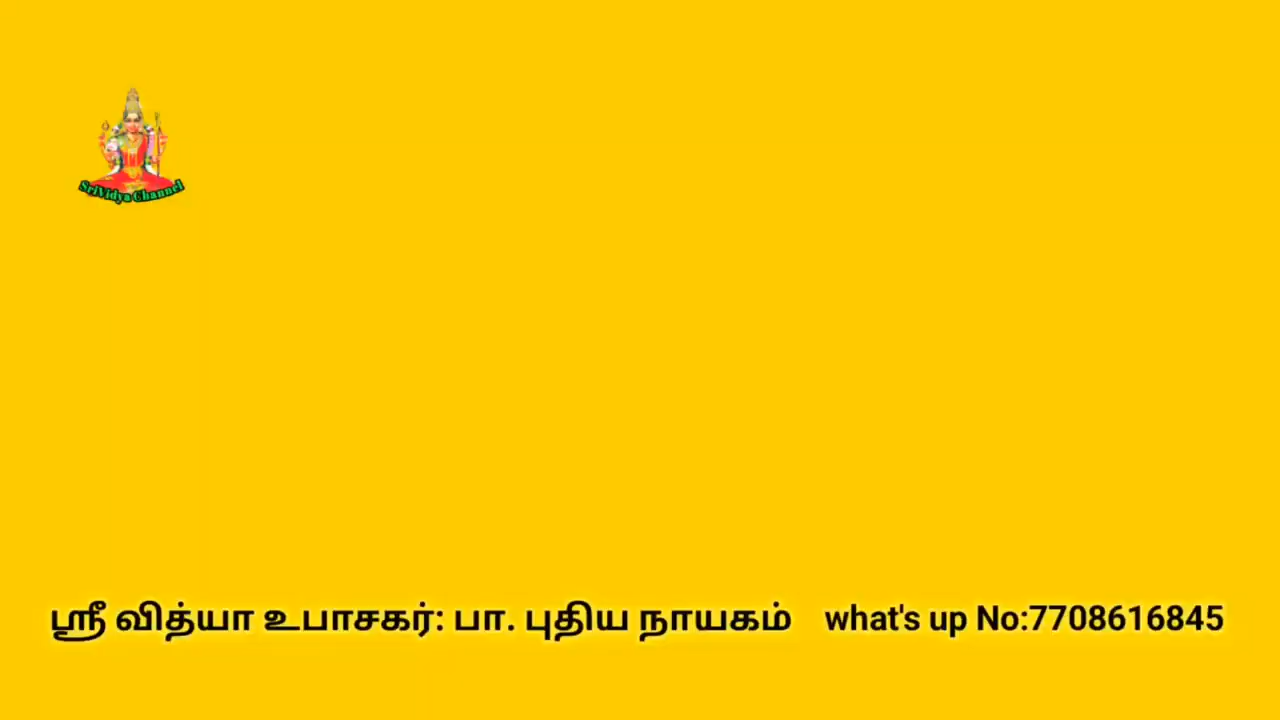 SriVidya Channel
ஸ்ரீ வித்யா உபாசகர்: பா. புதிய நாயகம் what's up No:7708616845